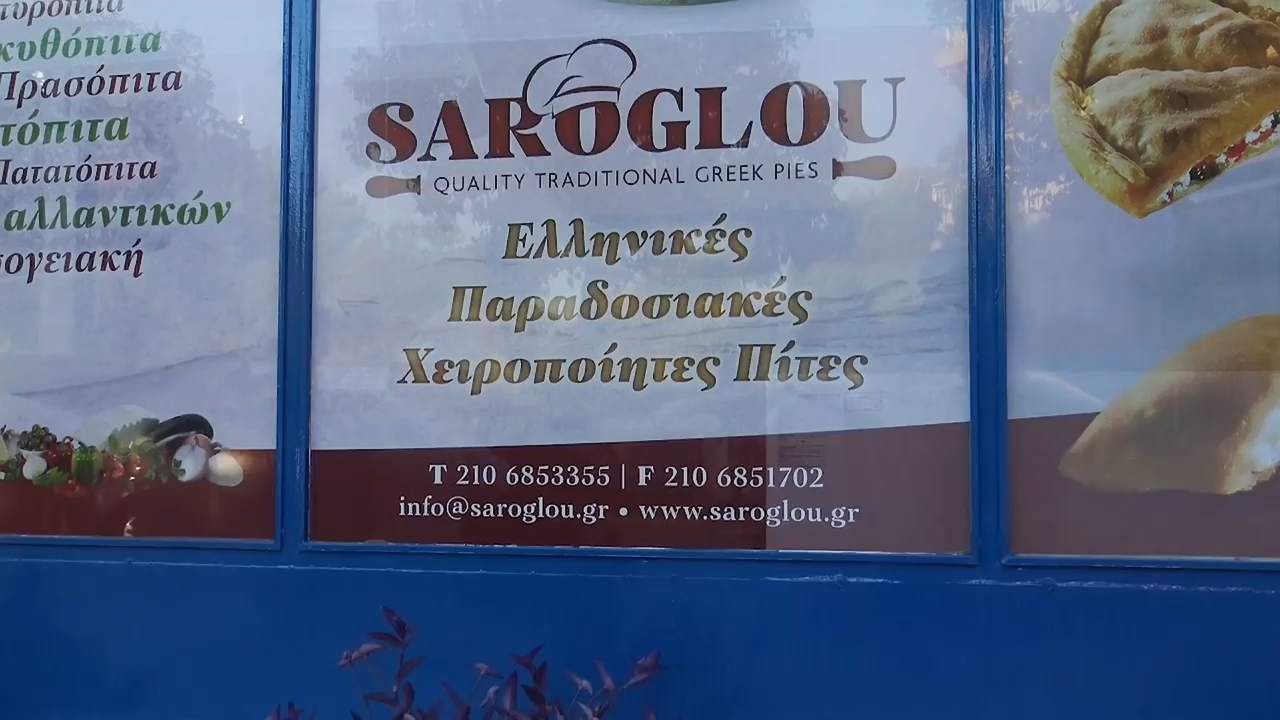 κυθόπιτα
Πρασόπιτα
τόπιτα
Πατατόπιτα
αλλαντικών
ογειακή
SAROGLOU
QUALITY TRADITIONAL GREEK PIES
Ελληνικές
Παραδοσιακές
Χειροποίητες Πίτες
T 210 6853355 | F 210 6851702
info@saroglou.gr • www.saroglou.gr